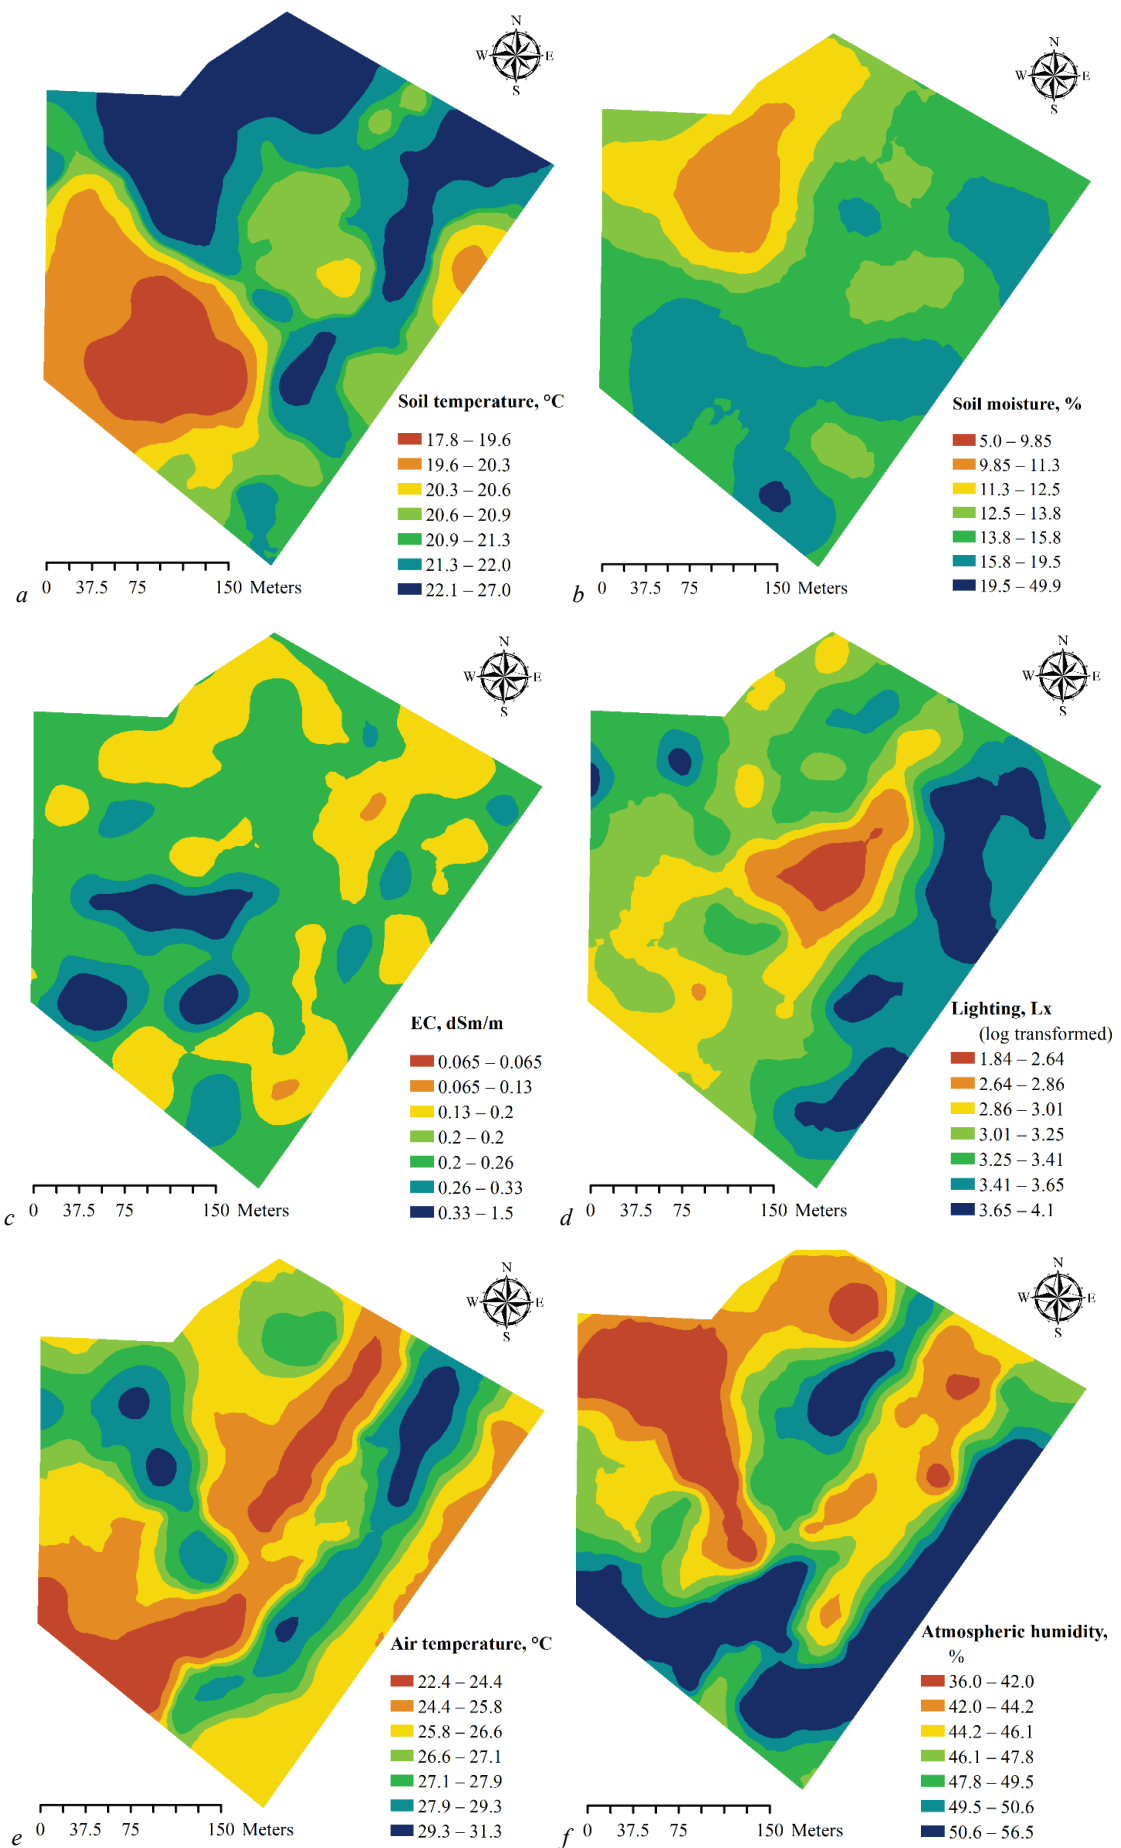 N
W E
S
Soil temperature, °C
17.8 – 19.6
19.6 – 20.3
20.3 – 20.6
20.6 – 20.9
20.9 – 21.3
21.3 – 22.0
22.1 – 27.0
0 37.5 75 150 Meters
a
N
W E
S
Soil moisture, %
5.0 – 9.85
9.85 – 11.3
11.3 – 12.5
12.5 – 13.8
13.8 – 15.8
15.8 – 19.5
19.5 – 49.9
0 37.5 75 150 Meters
b
N
W E
S
EC, dSm/m
0.065 – 0.065
0.065 – 0.13
0.13 – 0.2
0.2 – 0.2
0.2 – 0.26
0.26 – 0.33
0.33 – 1.5
0 37.5 75 150 Meters
c
N
W E
S
Lighting, Lx
(log transformed)
1.84 – 2.64
2.64 – 2.86
2.86 – 3.01
3.01 – 3.25
3.25 – 3.41
3.41 – 3.65
3.65 – 4.1
0 37.5 75 150 Meters
d
N
W E
S
Air temperature, °C
22.4 – 24.4
24.4 – 25.8
25.8 – 26.6
26.6 – 27.1
27.1 – 27.9
27.9 – 29.3
29.3 – 31.3
0 37.5 75 150 Meters
e
N
W E
S
Atmospheric humidity,
%
36.0 – 42.0
42.0 – 44.2
44.2 – 46.1
46.1 – 47.8
47.8 – 49.5
49.5 – 50.6
50.6 – 56.5
0 37.5 75 150 Meters
f